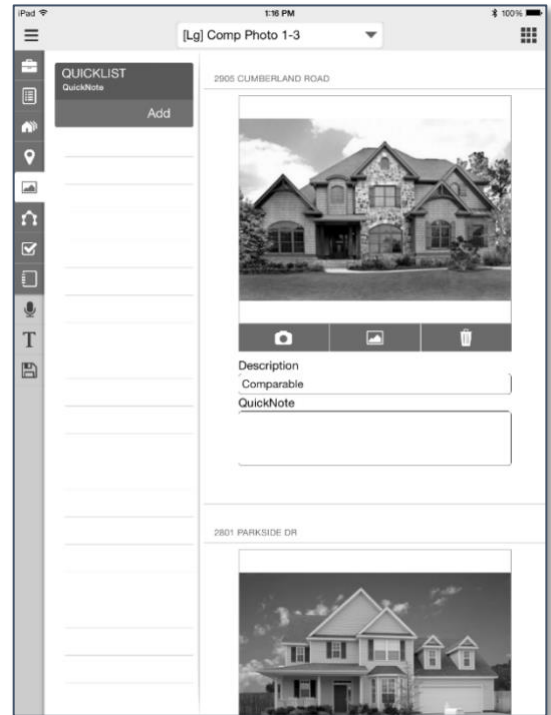 iPad 1:16 PM 100%
[Lg] Comp Photo 1-3
QUICKLIST
QuickNote
Add
2905 CUMBERLAND ROAD
Description
Comparable
QuickNote
2801 PARKSIDE DR
T